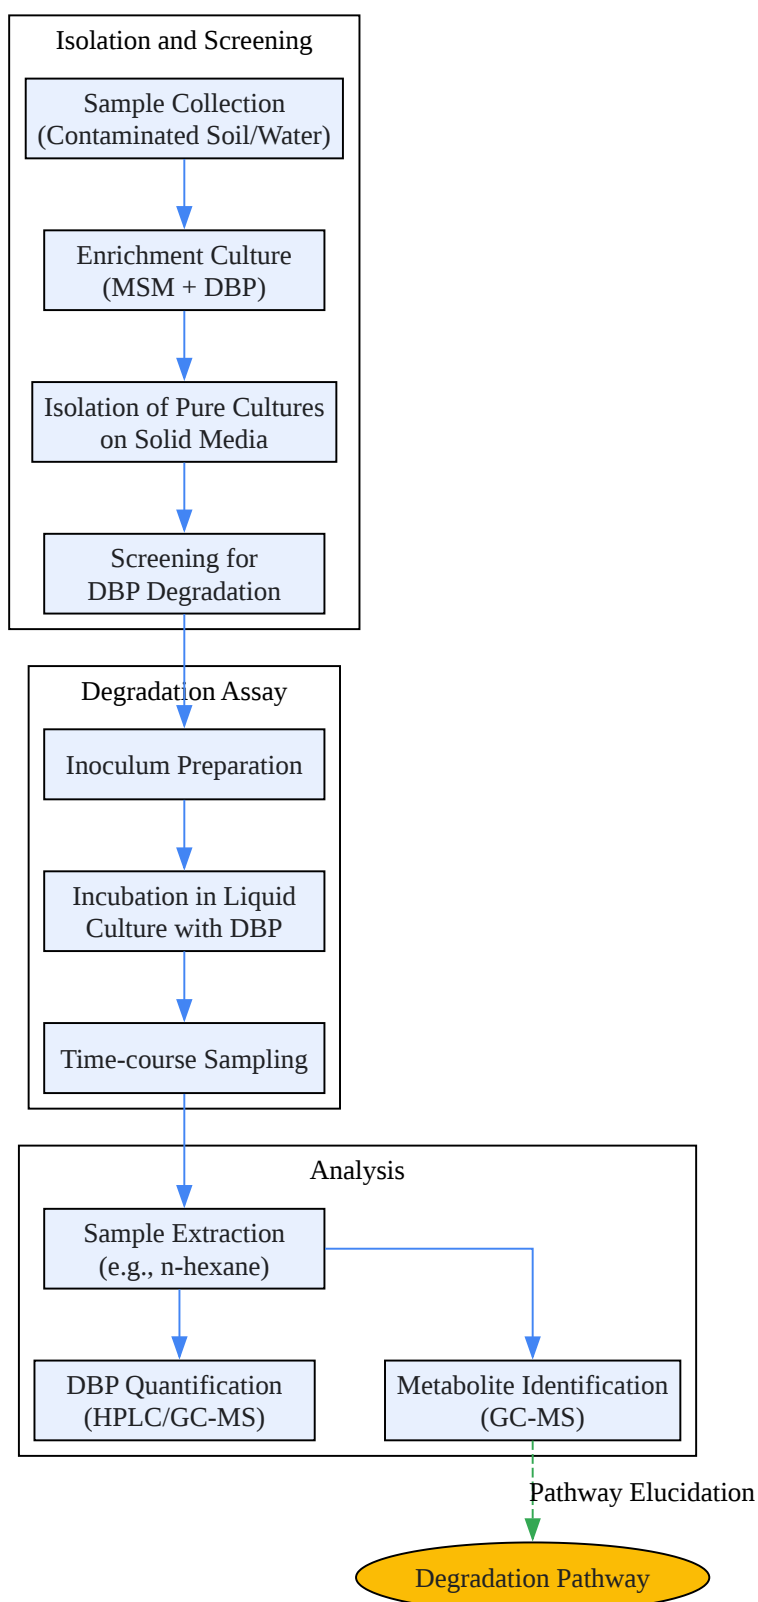 Isolation and Screening
Sample Collection
(Contaminated Soil/Water)
Enrichment Culture
(MSM + DBP)
Isolation of Pure Cultures
on Solid Media
Screening for
DBP Degradation
Degradation Assay
Inoculum Preparation
Incubation in Liquid
Culture with DBP
Time-course Sampling
Analysis
Sample Extraction
(e.g., n-hexane)
DBP Quantification
(HPLC/GC-MS)
Metabolite Identification
(GC-MS)
Pathway Elucidation
Degradation Pathway